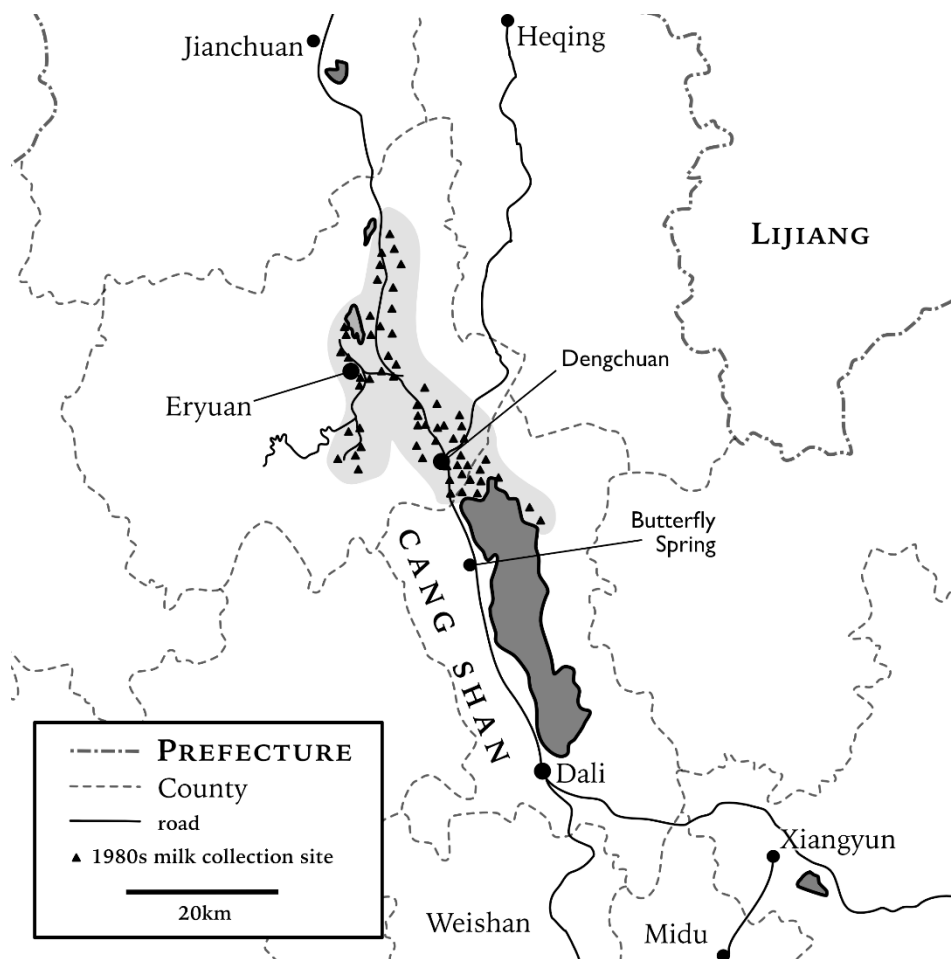 Jianchuan
Heqing
LIJIANG
Dengchuan
Eryuan
Butterfly
Spring
CANG SHAN
PREFECTURE
County
road
1980s milk collection site
20km
Dali
Xiangyun
Weishan
Midu